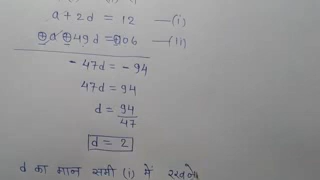 a + 2d = 12 —(i)
a + 49d = 106 —(ii)
- 47d = - 94
47d = 94
d = 94/47
d = 2
d का मान समी (i) में रखने